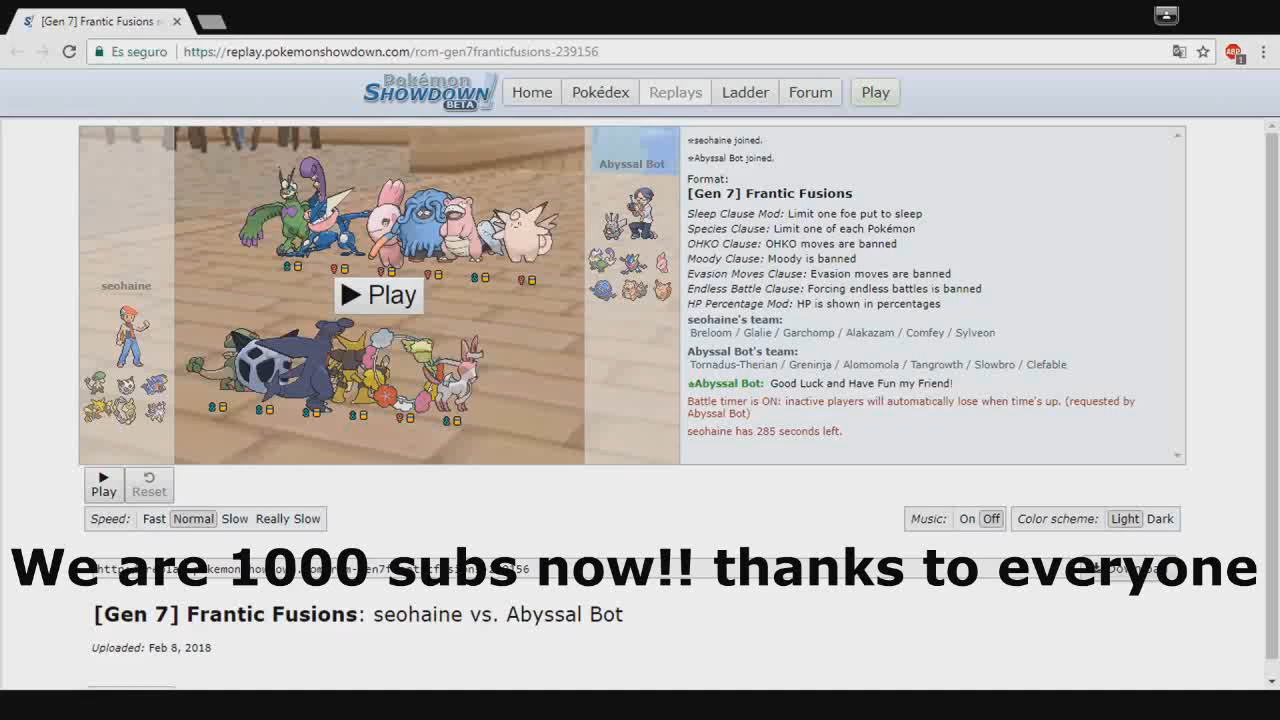 [Gen 7] Frantic Fusions
Es seguro
https://replay.pokemonshowdown.com/rom-gen7franticfusions-239156
ABP
1
Pokémon
SHOWDOWN!
BETA
Home
Pokédex
Replays
Ladder
Forum
Play
seohaine
Abyssal Bot
Play
☆seohaine joined.
☆Abyssal Bot joined.
Format:
[Gen 7] Frantic Fusions
Sleep Clause Mod: Limit one foe put to sleep
Species Clause: Limit one of each Pokémon
OHKO Clause: OHKO moves are banned
Moody Clause: Moody is banned
Evasion Moves Clause: Evasion moves are banned
Endless Battle Clause: Forcing endless battles is banned
HP Percentage Mod: HP is shown in percentages
seohaine's team:
Breloom / Glalie / Garchomp / Alakazam / Comfey / Sylveon
Abyssal Bot's team:
Tornadus-Therian / Greninja / Alomomola / Tangrowth / Slowbro / Clefable
☆Abyssal Bot: Good Luck and Have Fun my Friend!
Battle timer is ON: inactive players will automatically lose when time's up. (requested by
Abyssal Bot)
seohaine has 285 seconds left.
Play
Reset
Speed: Fast Normal Slow Really Slow
Music: On Off
Color scheme: Light Dark
We are 1000 subs now!! thanks to everyone
[Gen 7] Frantic Fusions: seohaine vs. Abyssal Bot
Uploaded: Feb 8, 2018